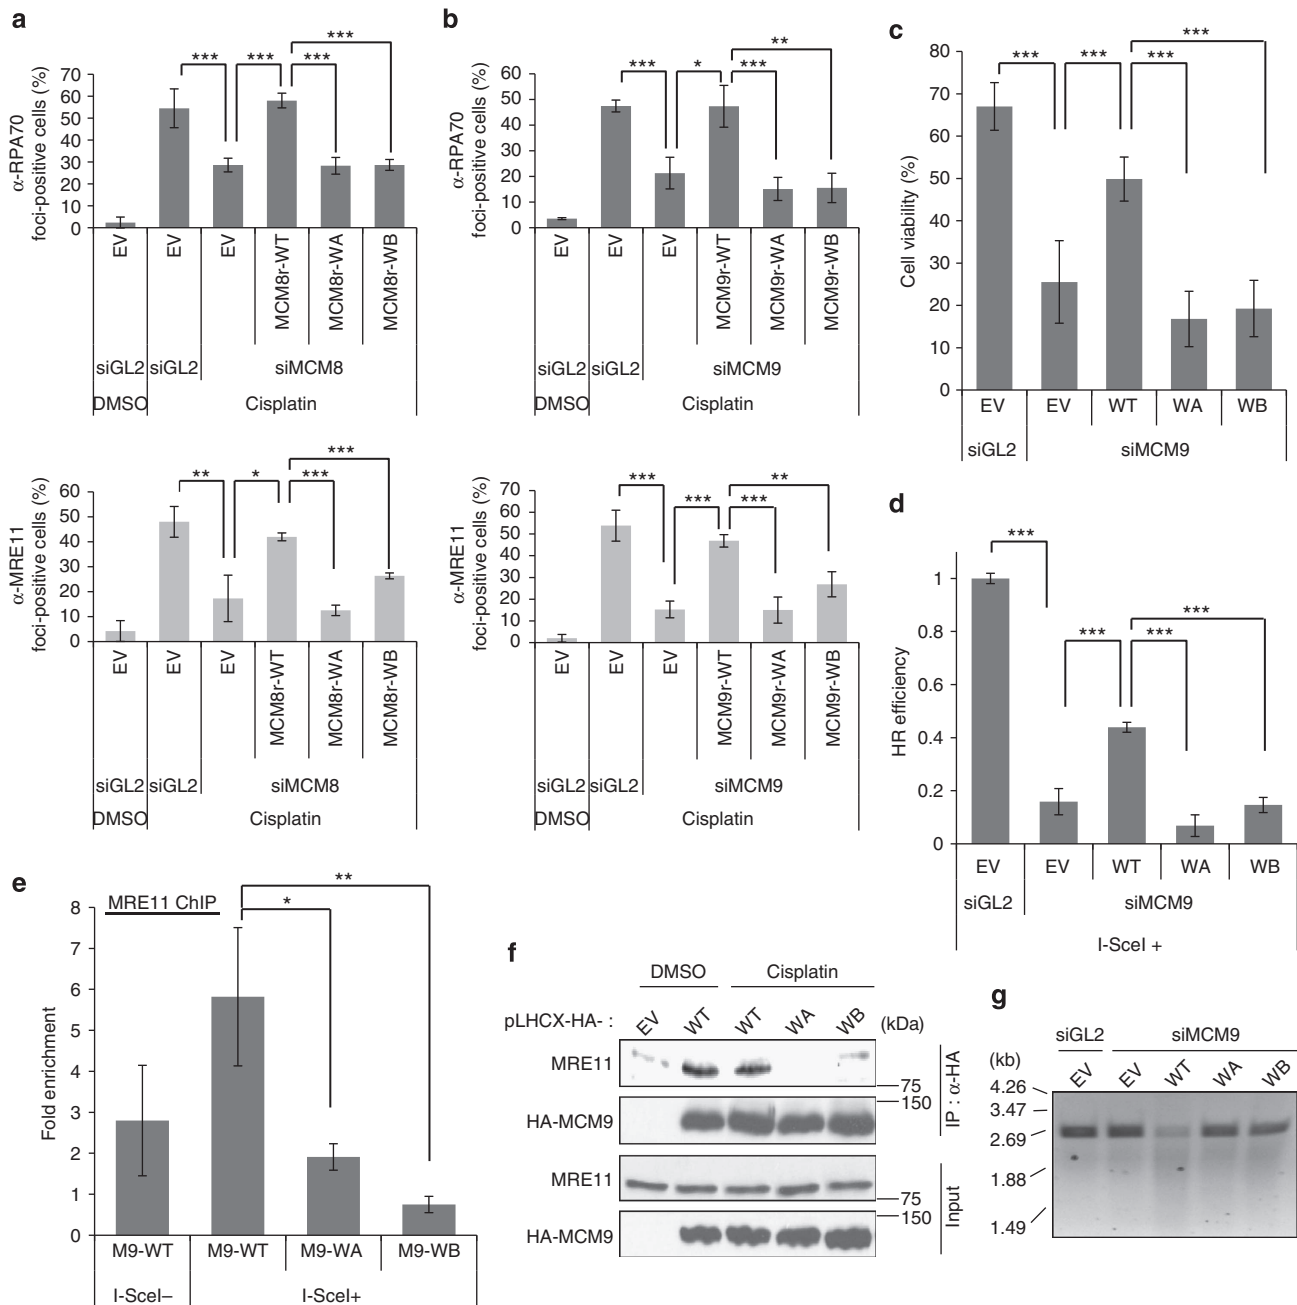 a
α-RPA70
foci-positive cells (%)
70
60
50
40
30
20
10
0
*** *** *** ***
EV EV EV MCM8r-WT MCM8r-WA MCM8r-WB
siGL2 siGL2 siMCM8
DMSO Cisplatin
α-MRE11
foci-positive cells (%)
60
50
40
30
20
10
0
** * *** ***
EV EV EV MCM8r-WT MCM8r-WA MCM8r-WB
siGL2 siGL2 siMCM8
DMSO Cisplatin
b
α-RPA70
foci-positive cells (%)
60
50
40
30
20
10
0
*** * *** **
EV EV EV MCM9r-WT MCM9r-WA MCM9r-WB
siGL2 siGL2 siMCM9
DMSO Cisplatin
α-MRE11
foci-positive cells (%)
70
60
50
40
30
20
10
0
*** *** *** **
EV EV EV MCM9r-WT MCM9r-WA MCM9r-WB
siGL2 siGL2 siMCM9
DMSO Cisplatin
c
Cell viability (%)
80
70
60
50
40
30
20
10
0
*** *** *** ***
EV EV WT WA WB
siGL2 siMCM9
d
HR efficiency
1
0.8
0.6
0.4
0.2
0
*** *** *** ***
EV EV WT WA WB
siGL2 siMCM9
I-SceI +
e
MRE11 ChIP
Fold enrichment
8
7
6
5
4
3
2
1
0
* **
M9-WT M9-WT M9-WA M9-WB
I-SceI– I-SceI+
f
DMSO Cisplatin
pLHCX-HA- : EV WT WT WA WB (kDa)
MRE11
75
150
HA-MCM9
IP : α-HA
MRE11
75
150
HA-MCM9
Input
g
siGL2 siMCM9
(kb) EV EV WT WA WB
4.26
3.47
2.69
1.88
1.49